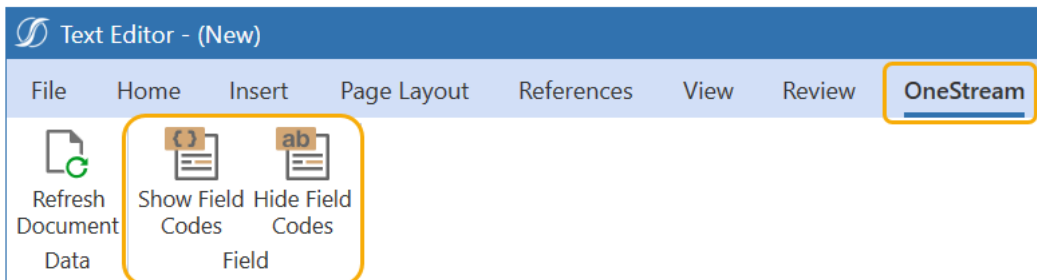 Text Editor - (New)
File Home Insert Page Layout References View Review OneStream
{ } ab
Refresh Show Field Hide Field
Document Codes Codes
Data Field